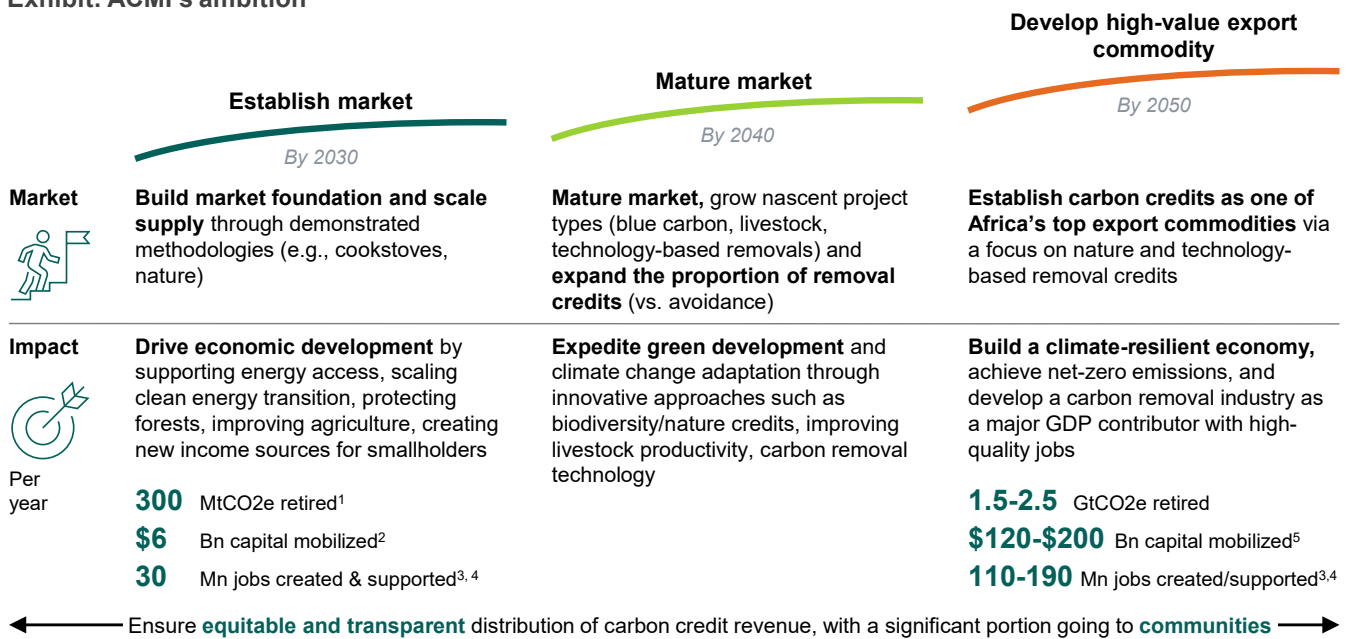 Exhibit: ACMI's ambition
Develop high-value export
commodity
By 2050
Mature market
By 2040
Establish market
By 2030
Market
Build market foundation and scale
supply through demonstrated
methodologies (e.g., cookstoves,
nature)
Mature market, grow nascent project
types (blue carbon, livestock,
technology-based removals) and
expand the proportion of removal
credits (vs. avoidance)
Establish carbon credits as one of
Africa's top export commodities via
a focus on nature and technology-
based removal credits
Impact
Per
year
Drive economic development by
supporting energy access, scaling
clean energy transition, protecting
forests, improving agriculture, creating
new income sources for smallholders
300 MtCO2e retired1
$6 Bn capital mobilized2
30 Mn jobs created & supported3, 4
Expedite green development and
climate change adaptation through
innovative approaches such as
biodiversity/nature credits, improving
livestock productivity, carbon removal
technology
Build a climate-resilient economy,
achieve net-zero emissions, and
develop a carbon removal industry as
a major GDP contributor with high-
quality jobs
1.5-2.5 GtCO2e retired
$120-$200 Bn capital mobilized5
110-190 Mn jobs created/supported3,4
Ensure equitable and transparent distribution of carbon credit revenue, with a significant portion going to communities